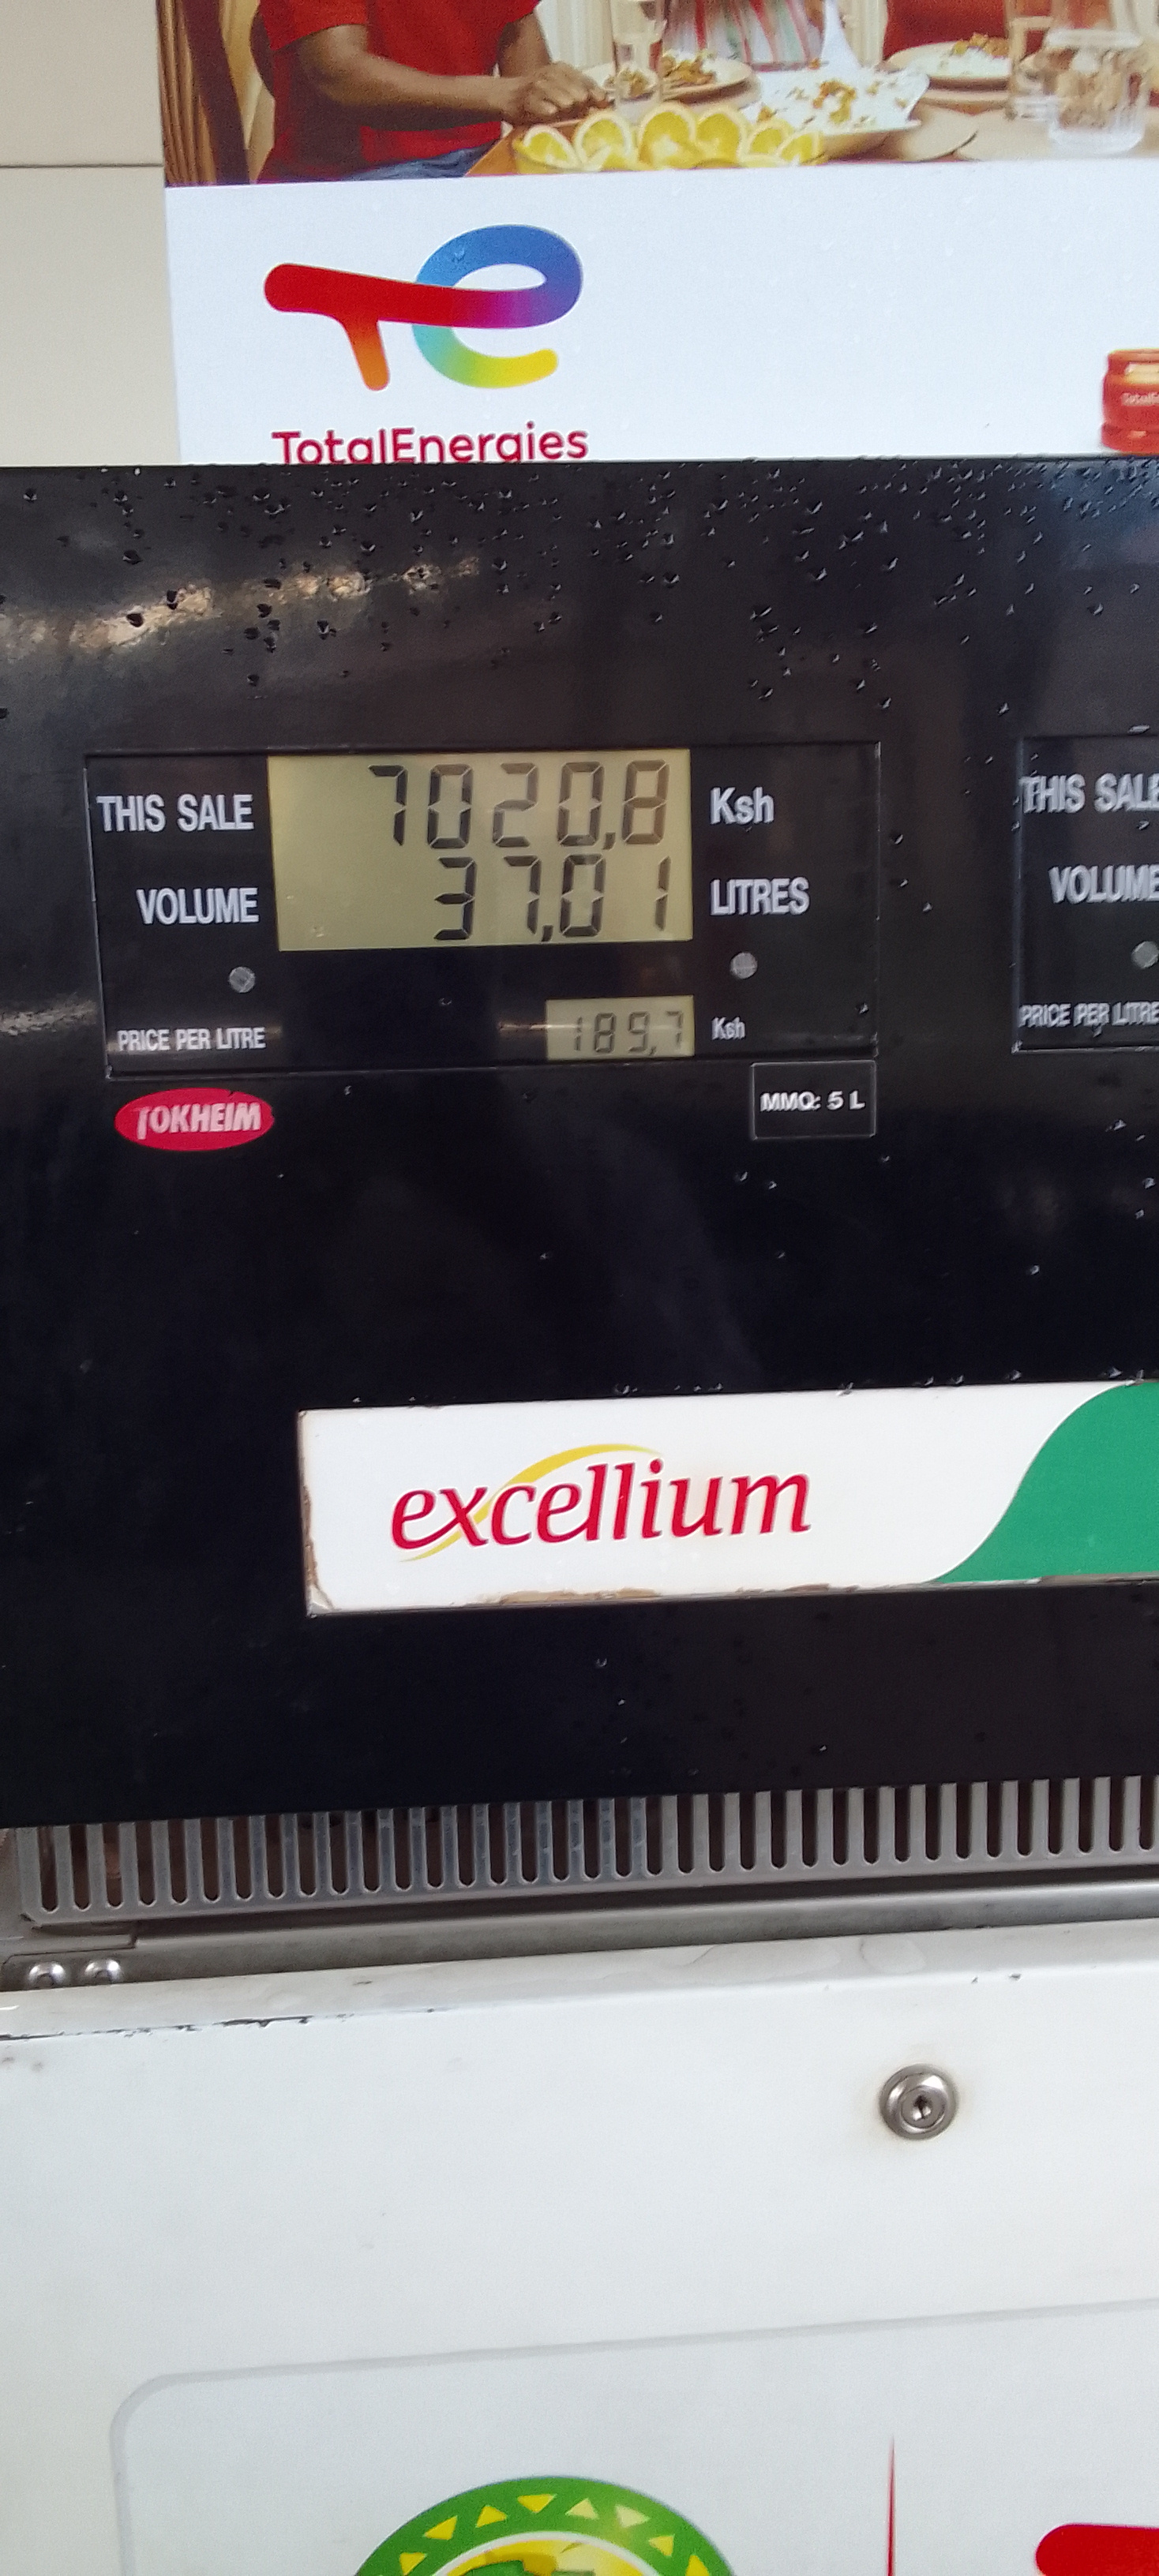 TotalEnergies
THIS SALE 7020,8 Ksh
VOLUME 37,01 LITRES
PRICE PER LITRE 189,7 Ksh
TOKHEIM
MMQ: 5 L
THIS SALE
VOLUME
PRICE PER LITRE
excellium